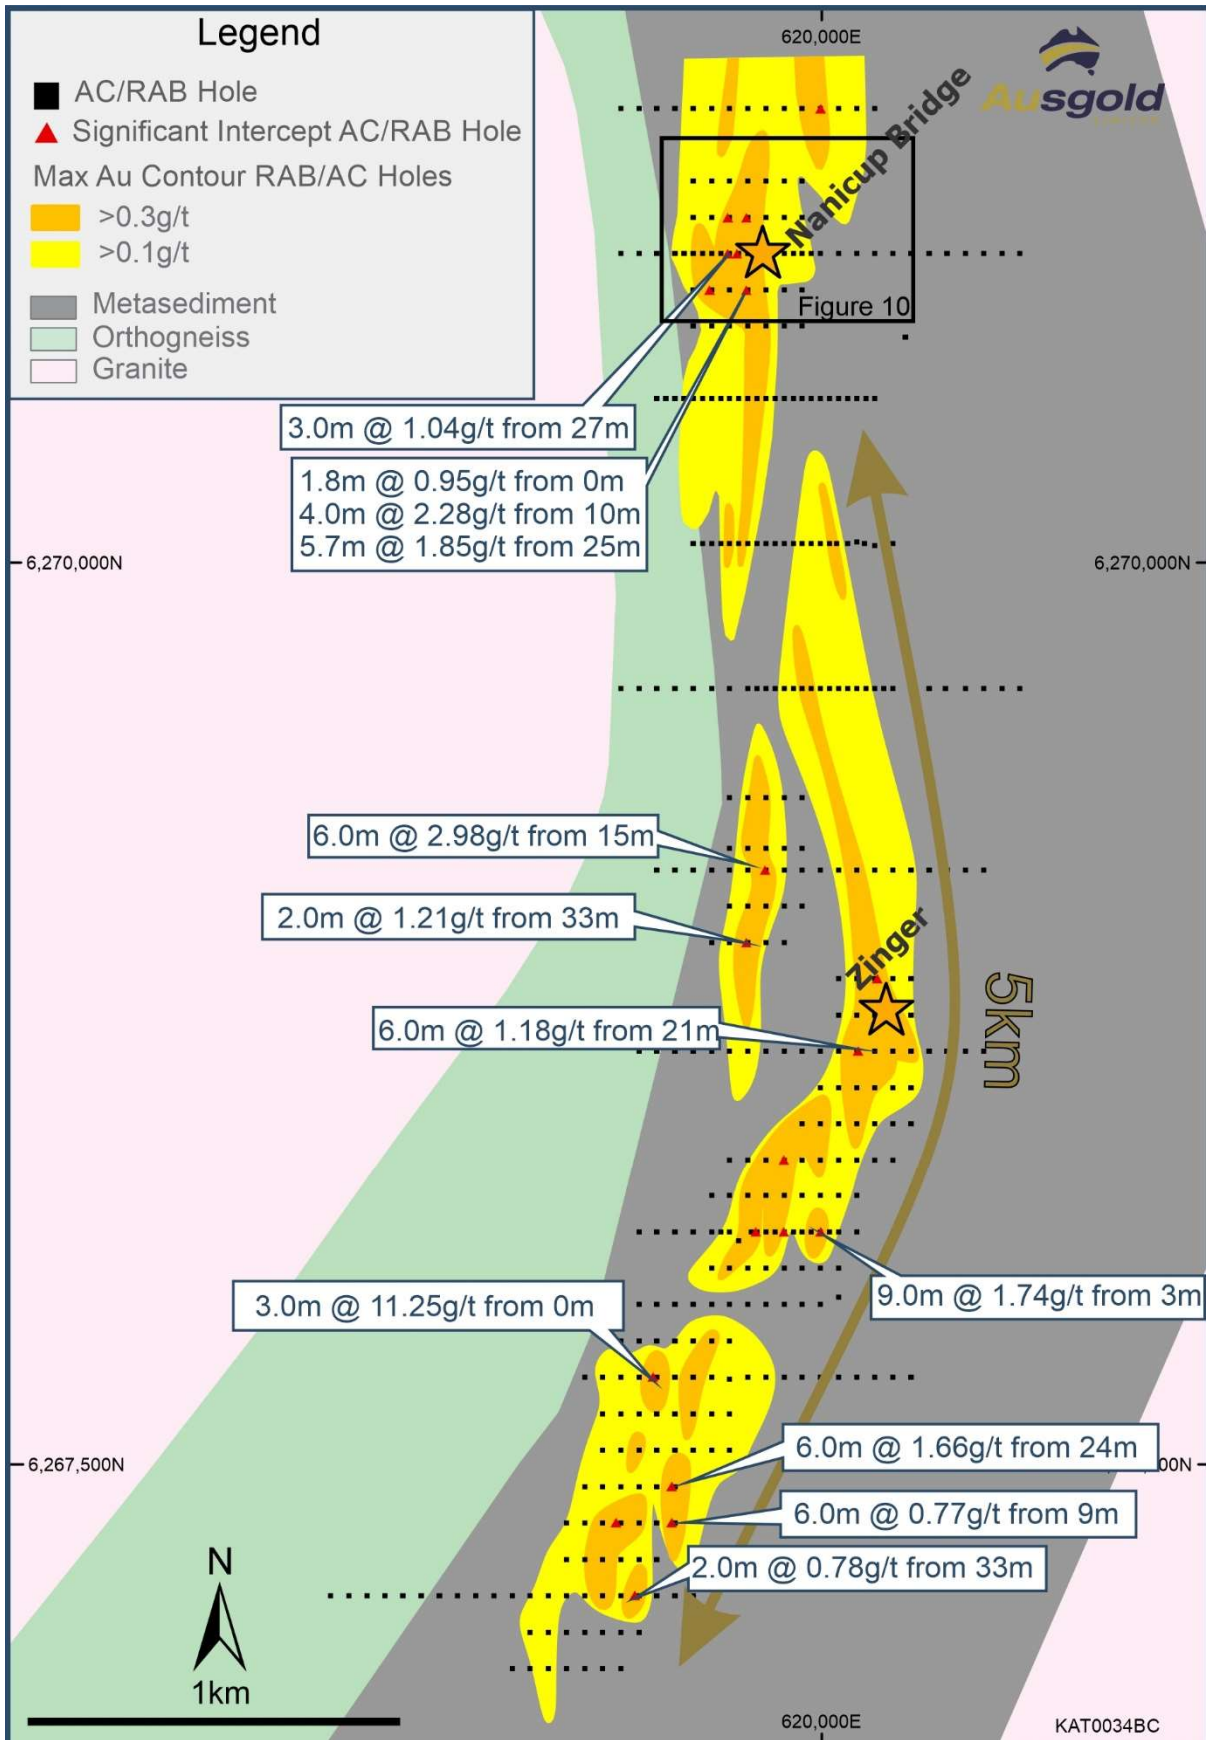 Legend
AC/RAB Hole
Significant Intercept AC/RAB Hole
Max Au Contour RAB/AC Holes
>0.3g/t
>0.1g/t
Metasediment
Orthogneiss
Granite
620,000E
Ausgold
Nanicup Bridge
Figure 10
3.0m @ 1.04g/t from 27m
1.8m @ 0.95g/t from 0m
4.0m @ 2.28g/t from 10m
5.7m @ 1.85g/t from 25m
6,270,000N
6,270,000N
6.0m @ 2.98g/t from 15m
2.0m @ 1.21g/t from 33m
Zinger
5km
6.0m @ 1.18g/t from 21m
9.0m @ 1.74g/t from 3m
3.0m @ 11.25g/t from 0m
6.0m @ 1.66g/t from 24m
6,267,500N
00N
6.0m @ 0.77g/t from 9m
2.0m @ 0.78g/t from 33m
N
1km
620,000E
KAT0034BC